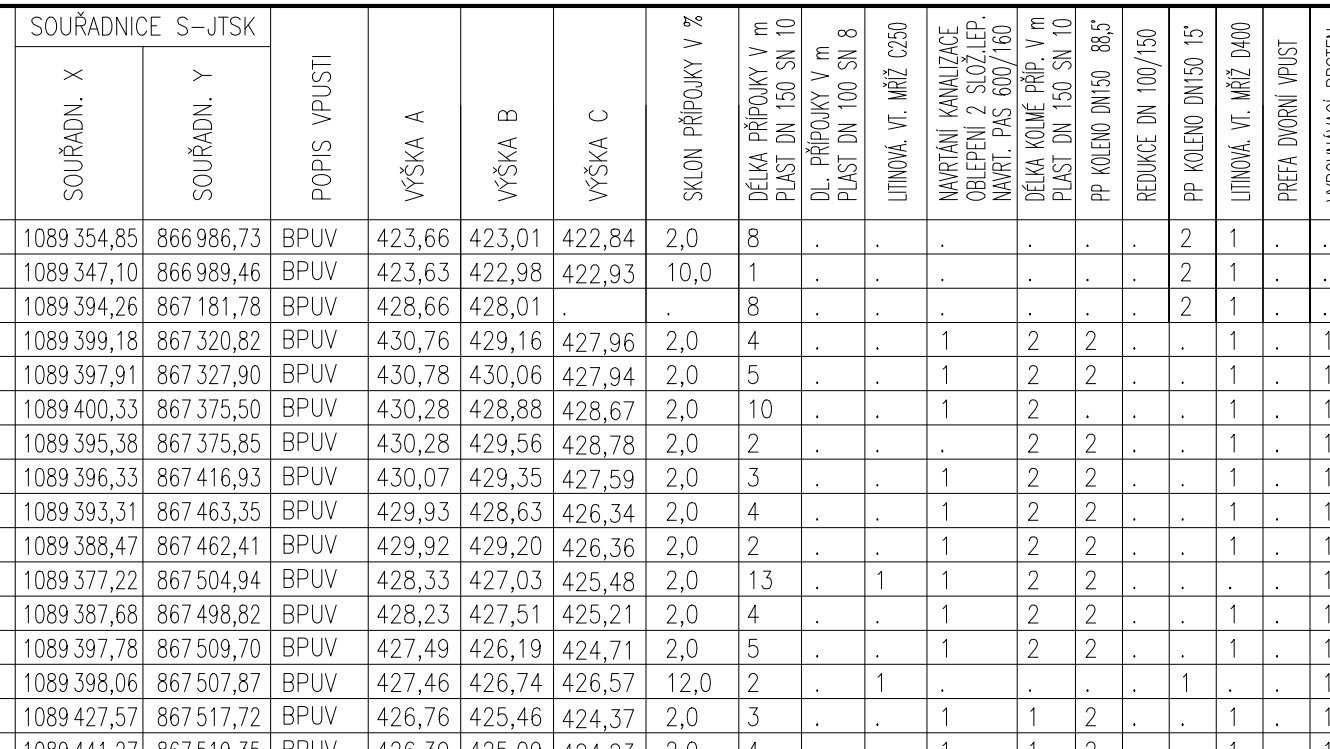 SOUŘADNICE S-JTSK
SOUŘADN. X
SOUŘADN. Y
POPIS VPUSTI
VÝŠKA A
VÝŠKA B
VÝŠKA C
SKLON PŘÍPOJKY V %
DÉLKA PŘÍPOJKY V m
PLAST DN 150 SN 10
DL. PŘÍPOJKY V m
PLAST DN 100 SN 8
LITINOVÁ. VT. MŘÍŽ C250
NAVRTÁNÍ KANALIZACE
OBLEPENÍ 2 SLOŽ.LEP.
NAVRT. PAS 600/160
DÉLKA KOLMÉ PŘIP. V m
PLAST DN 150 SN 10
PP KOLENO DN150 88,5°
REDUKCE DN 100/150
PP KOLENO DN150 15°
LITINOVÁ. VT. MŘÍŽ D400
PREFA DVORNÍ VPUST
1089 354,85 866 986,73 BPUV 423,66 423,01 422,84 2,0 8 . . . . . . 2 1 . .
1089 347,10 866 989,46 BPUV 423,63 422,98 422,93 10,0 1 . . . . . . 2 1 . .
1089 394,26 867 181,78 BPUV 428,66 428,01 . . 8 . . . . . . 2 1 . .
1089 399,18 867 320,82 BPUV 430,76 429,16 427,96 2,0 4 . . 1 2 2 . . 1 . 1
1089 397,91 867 327,90 BPUV 430,78 430,06 427,94 2,0 5 . . 1 2 2 . . 1 . 1
1089 400,33 867 375,50 BPUV 430,28 428,88 428,67 2,0 10 . . 1 2 . . . 1 . 1
1089 395,38 867 375,85 BPUV 430,28 429,56 428,78 2,0 2 . . . 2 2 . . 1 . 1
1089 396,33 867 416,93 BPUV 430,07 429,35 427,59 2,0 3 . . 1 2 2 . . 1 . 1
1089 393,31 867 463,35 BPUV 429,93 428,63 426,34 2,0 4 . . 1 2 2 . . 1 . 1
1089 388,47 867 462,41 BPUV 429,92 429,20 426,36 2,0 2 . . 1 2 2 . . 1 . 1
1089 377,22 867 504,94 BPUV 428,33 427,03 425,48 2,0 13 . 1 1 2 2 . . . . 1
1089 387,68 867 498,82 BPUV 428,23 427,51 425,21 2,0 4 . . 1 2 2 . . 1 . 1
1089 397,78 867 509,70 BPUV 427,49 426,19 424,71 2,0 5 . . 1 2 2 . . 1 . 1
1089 398,06 867 507,87 BPUV 427,46 426,74 426,57 12,0 2 . 1 . . . . 1 . . 1
1089 427,57 867 517,72 BPUV 426,76 425,46 424,37 2,0 3 . . 1 1 2 . . 1 . 1